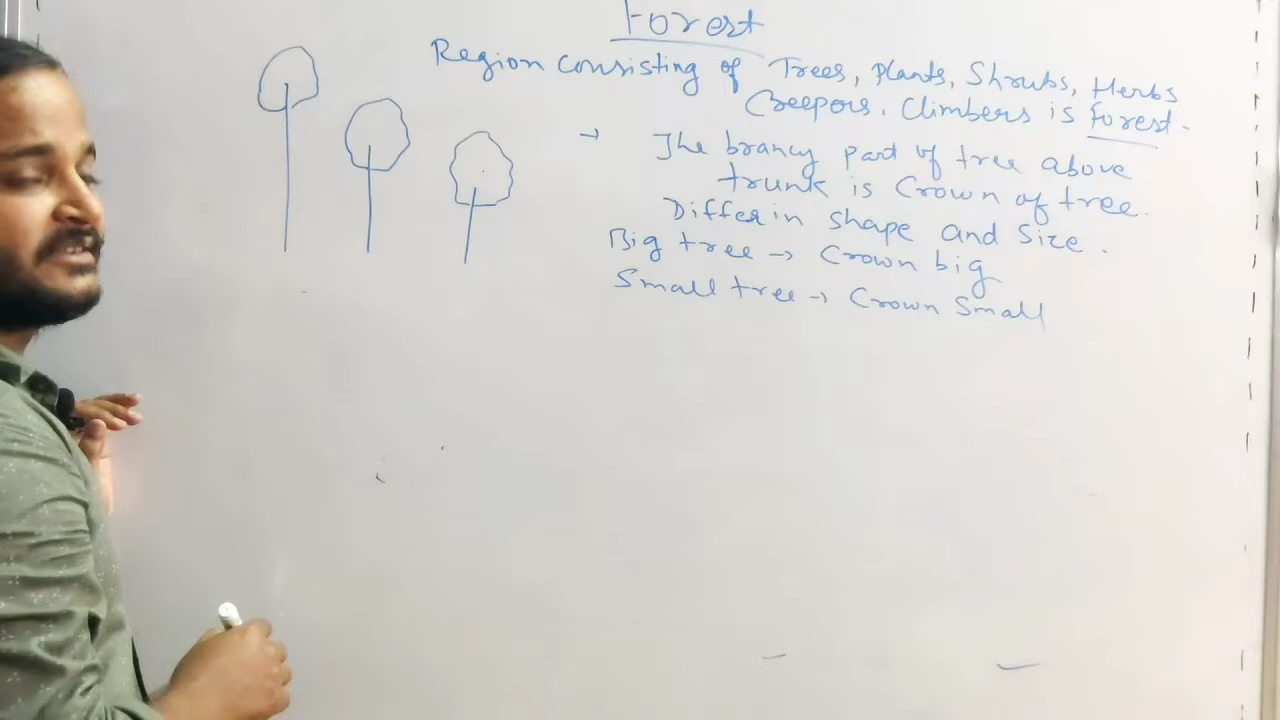 Forest
Region consisting of Trees, Plants, Shrubs, Herbs
Creepors, Climbers is forest.
→ The brancy part of tree above
trunk is Crown of tree.
Differ in shape and Size.
Big tree → Crown big
Small tree → Crown Small